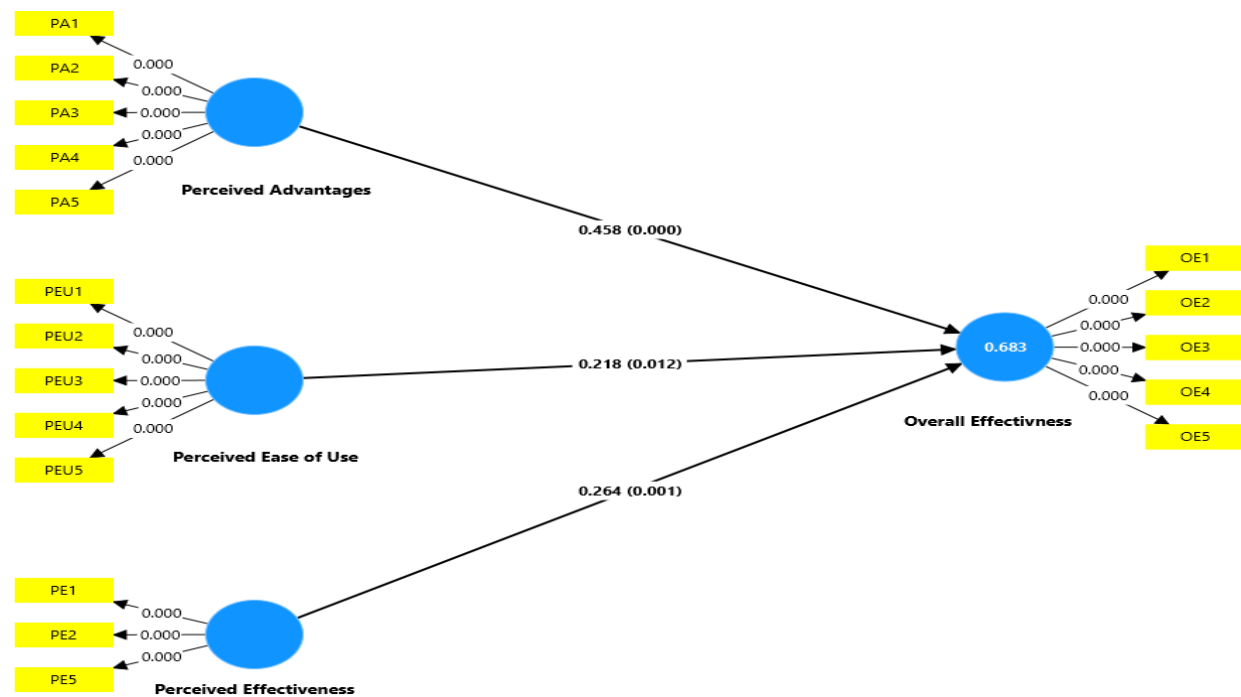 PA1
0.000
PA2
0.000
PA3
0.000
PA4
0.000
PA5
0.000
Perceived Advantages
0.458 (0.000)
PEU1
0.000
PEU2
0.000
PEU3
0.000
PEU4
0.000
PEU5
0.000
Perceived Ease of Use
0.218 (0.012)
PE1
0.000
PE2
0.000
PE5
0.000
Perceived Effectiveness
0.264 (0.001)
0.683
Overall Effectivness
OE1
0.000
OE2
0.000
OE3
0.000
OE4
0.000
OE5
0.000